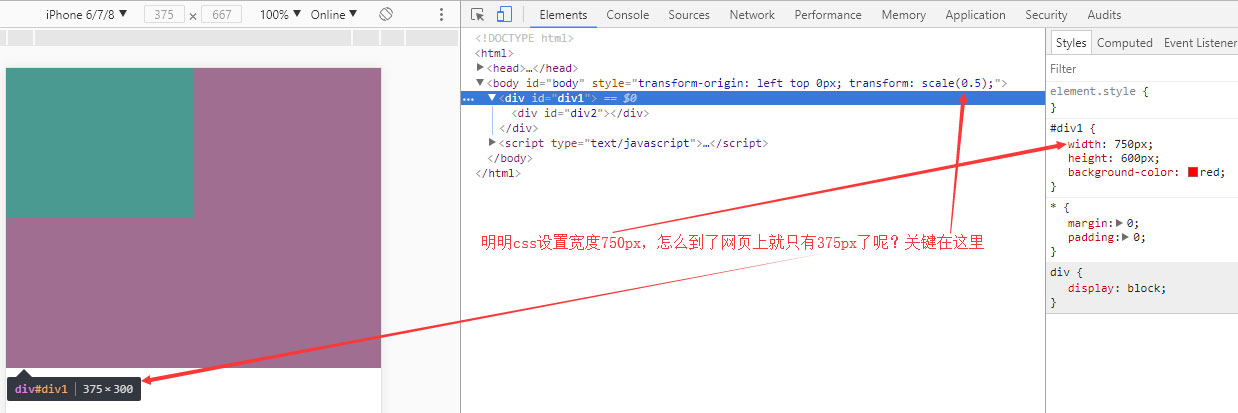 iPhone 6/7/8 ▼ 375 × 667 100% ▼ Online ▼
Elements Console Sources Network Performance Memory Application Security Audits
<!DOCTYPE html>
<html>
▶<head>…</head>
▼<body id="body" style="transform-origin: left top 0px; transform: scale(0.5);">
… ▼<div id="div1"> == $0
<div id="div2"></div>
</div>
▶<script type="text/javascript">…</script>
</body>
</html>
明明css设置宽度750px，怎么到了网页上就只有375px了呢？关键在这里
div#div1 375×300
Styles Computed Event Listener
Filter
element.style {
}
#div1 {
width: 750px;
height: 600px;
background-color: red;
}
* {
margin:▶0;
padding:▶0;
}
div {
display: block;
}